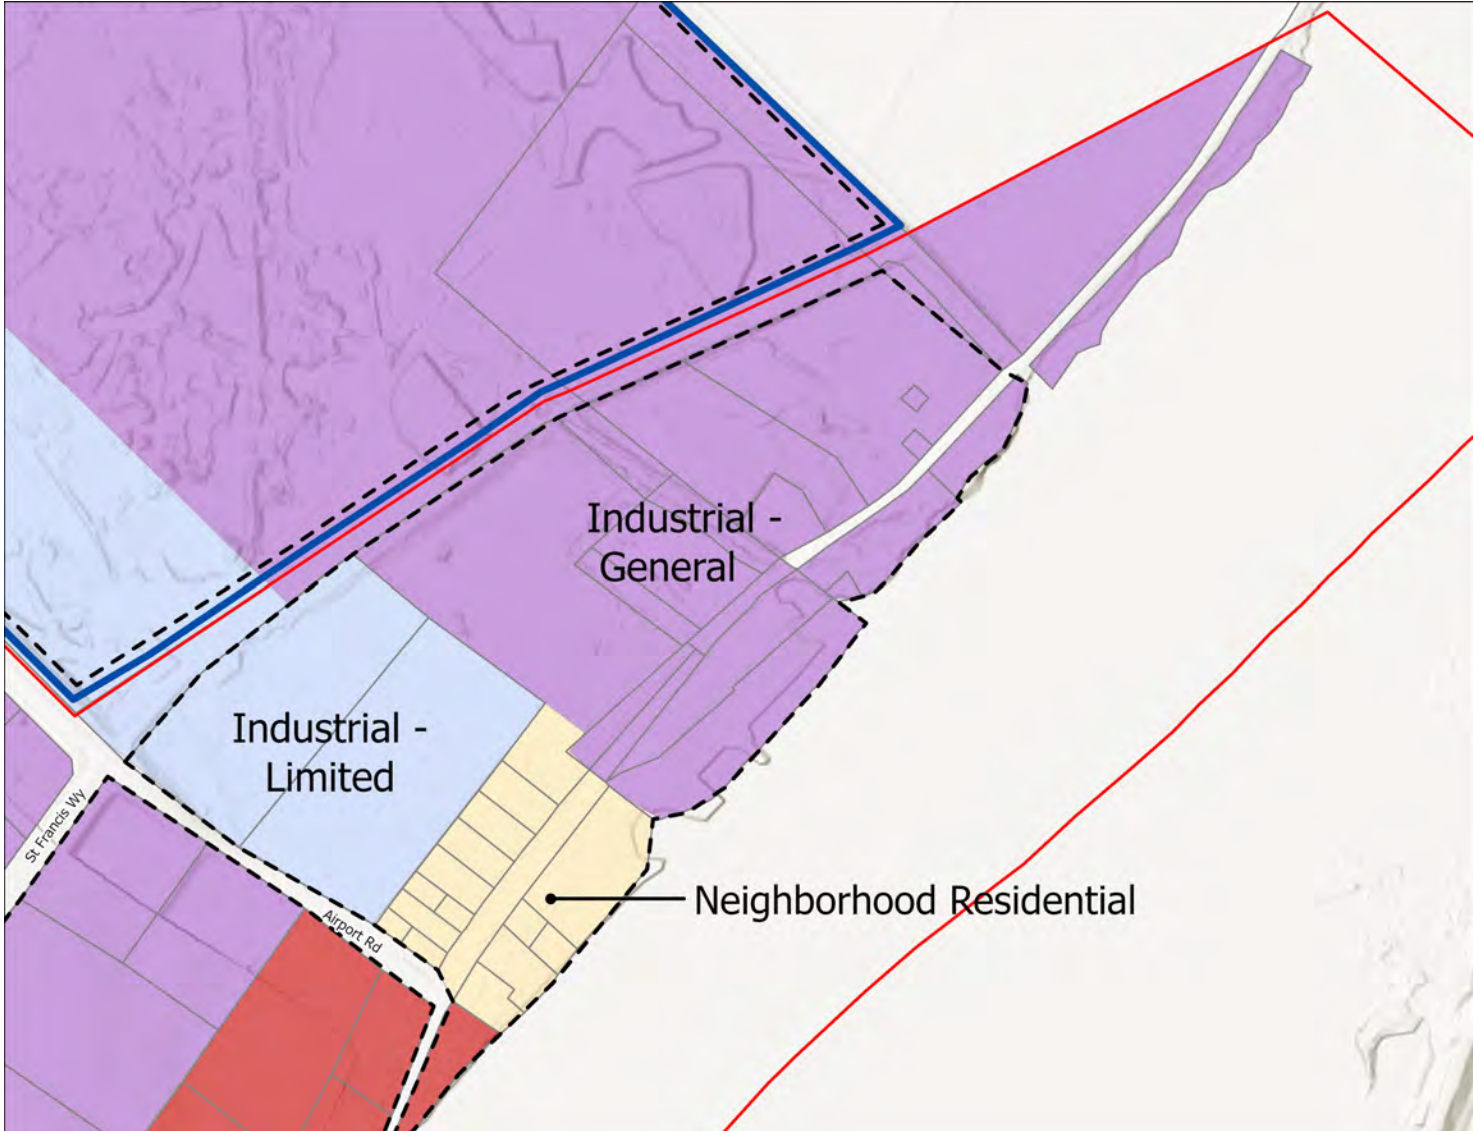 Industrial -
General
Industrial -
Limited
St Francis Wy
Neighborhood Residential
Airport Rd